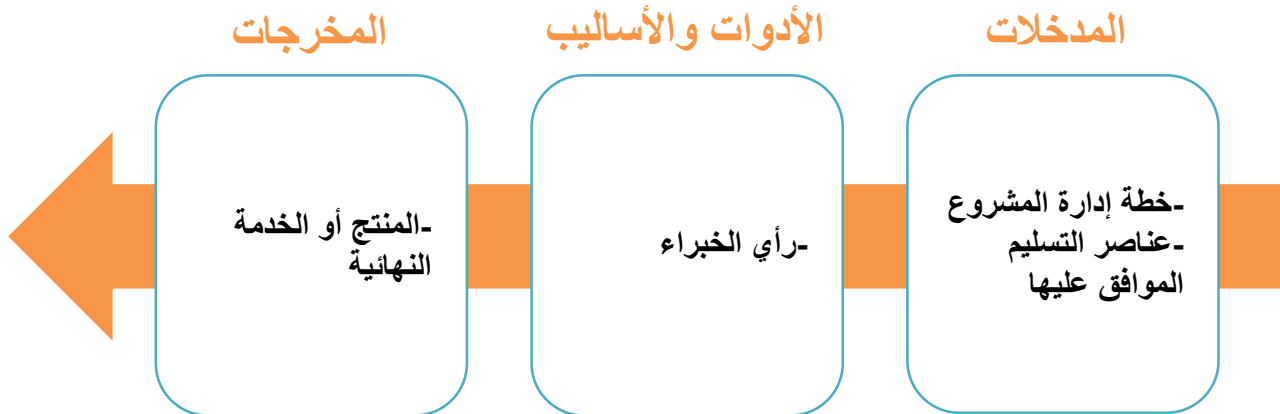 المدخلات
الأدوات والأساليب
المخرجات
-خطة إدارة المشروع
-عناصر التسليم
الموافق عليها
-رأي الخبراء
-المنتج أو الخدمة
النهائية